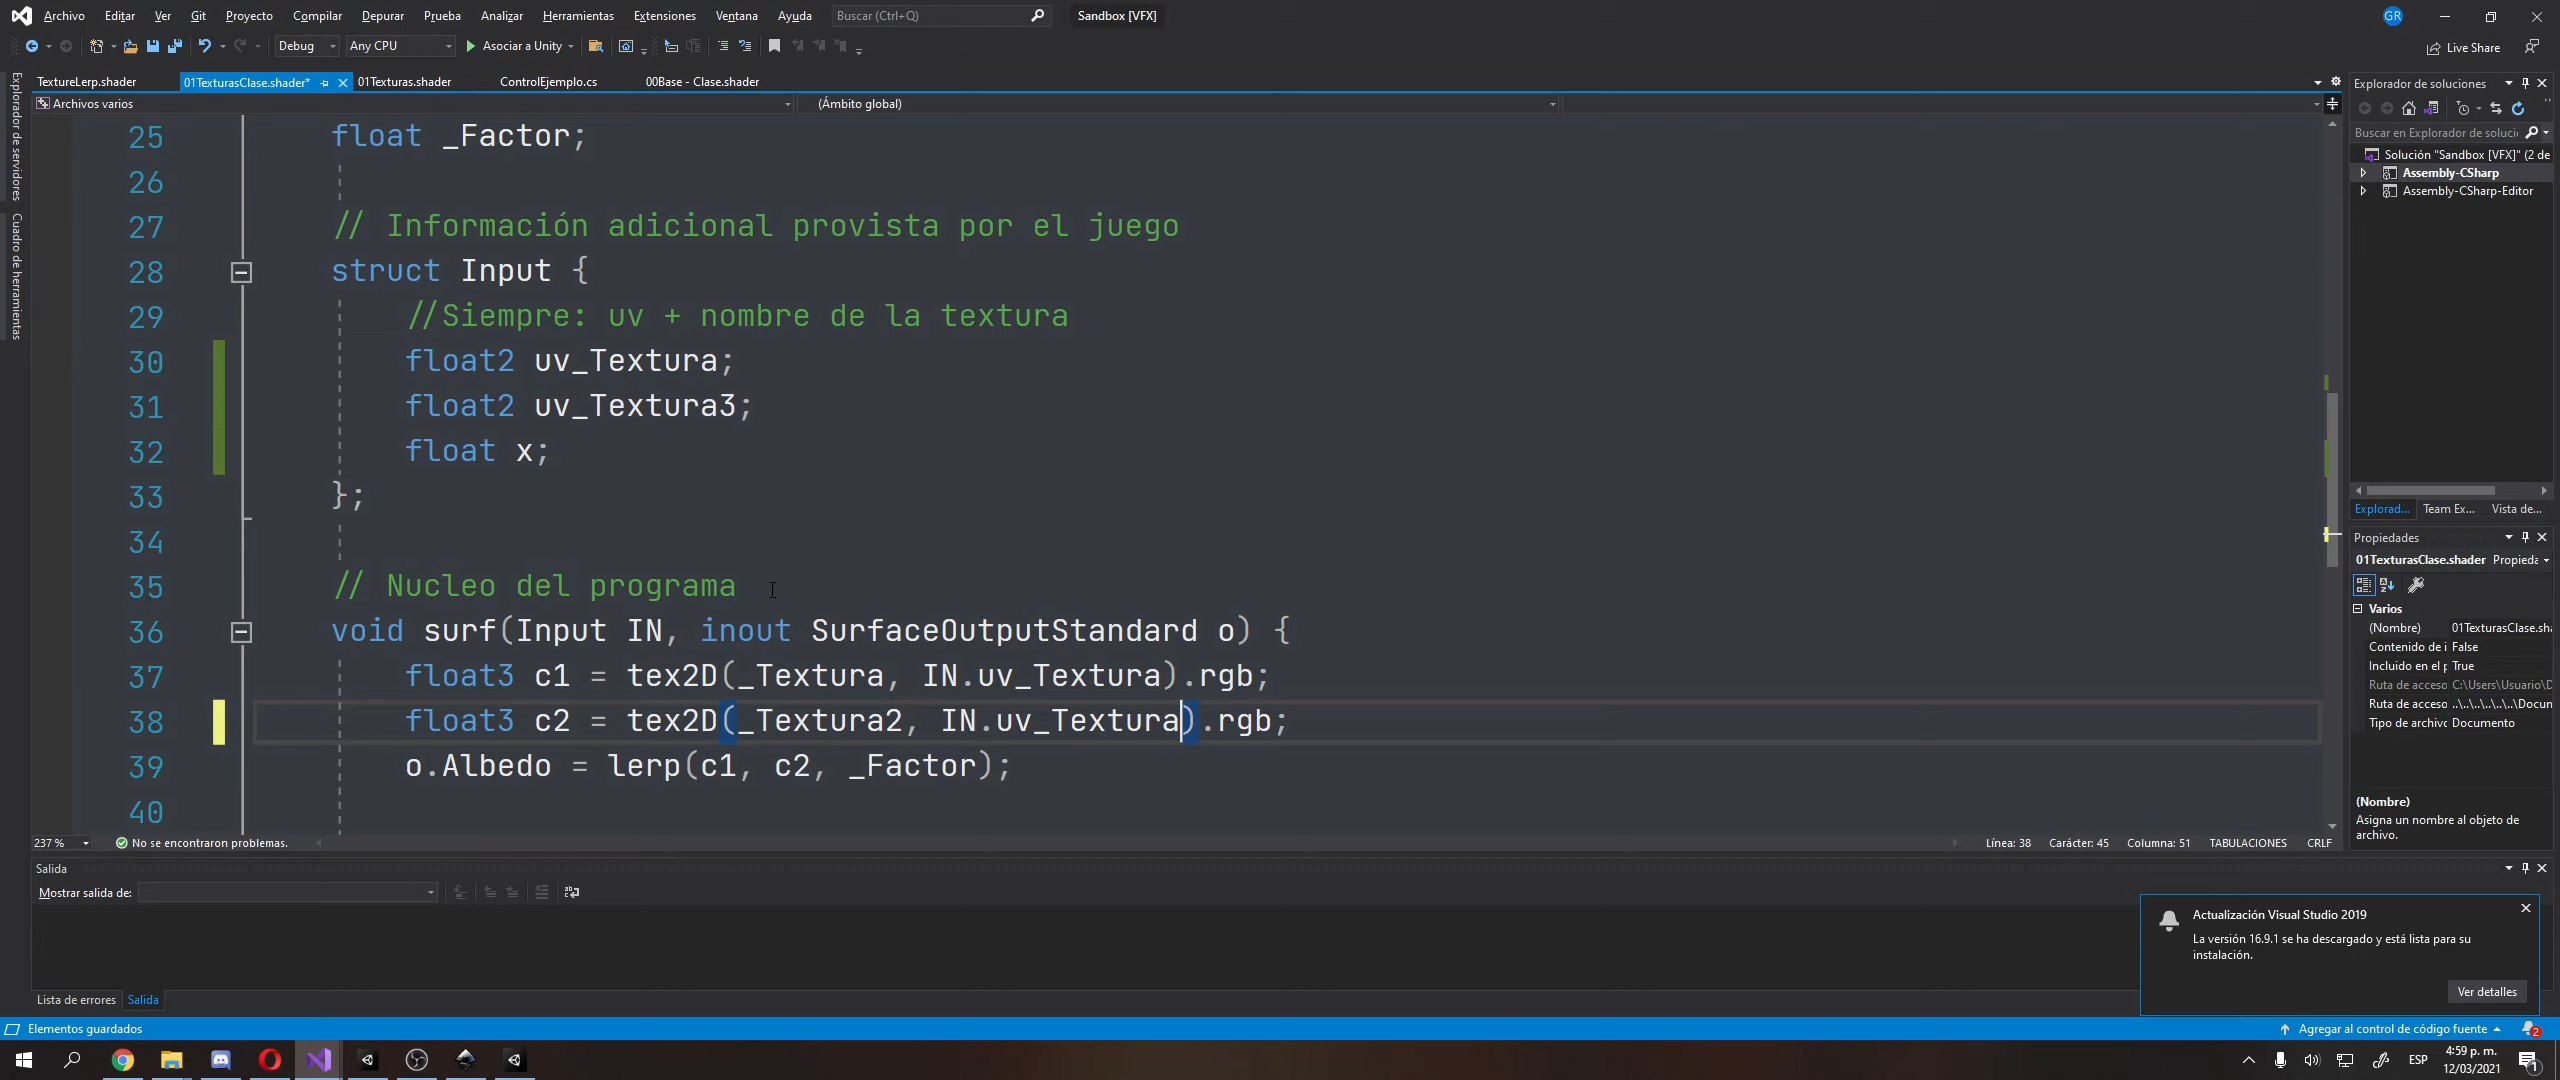 Archivo Editar Ver Git Proyecto Compilar Depurar Prueba Analizar Herramientas Extensiones Ventana Ayuda Buscar (Ctrl+Q) Sandbox [VFX] GR
Debug Any CPU Asociar a Unity Live Share
TextureLerp.shader 01TexturasClase.shader* 01Texturas.shader ControlEjemplo.cs 00Base - Clase.shader
Archivos varios (Ámbito global)
Explorador de servidores
Cuadro de herramientas
25 float _Factor;
26
27 // Información adicional provista por el juego
28 struct Input {
29 //Siempre: uv + nombre de la textura
30 float2 uv_Textura;
31 float2 uv_Textura3;
32 float x;
33 };
34
35 // Nucleo del programa
36 void surf(Input IN, inout SurfaceOutputStandard o) {
37 float3 c1 = tex2D(_Textura, IN.uv_Textura).rgb;
38 float3 c2 = tex2D(_Textura2, IN.uv_Textura).rgb;
39 o.Albedo = lerp(c1, c2, _Factor);
40
237 % No se encontraron problemas. Línea: 38 Carácter: 45 Columna: 51 TABULACIONES CRLF
Explorador de soluciones
Buscar en Explorador de soluci
Solución "Sandbox [VFX]" (2 de
Assembly-CSharp
Assembly-CSharp-Editor
Explorad... Team Ex... Vista de...
Propiedades
01TexturasClase.shader Propieda
Varios
(Nombre) 01TexturasClase.sha
Contenido de i False
Incluido en el p True
Ruta de acceso C:\Users\Usuario\D
Ruta de acceso ..\..\..\..\..\..\Docun
Tipo de archivo Documento
(Nombre)
Asigna un nombre al objeto de
archivo.
Salida
Mostrar salida de:
Actualización Visual Studio 2019
La versión 16.9.1 se ha descargado y está lista para su
instalación.
Ver detalles
Lista de errores Salida
Elementos guardados Agregar al control de código fuente 2
ESP 4:59 p. m.
12/03/2021 1